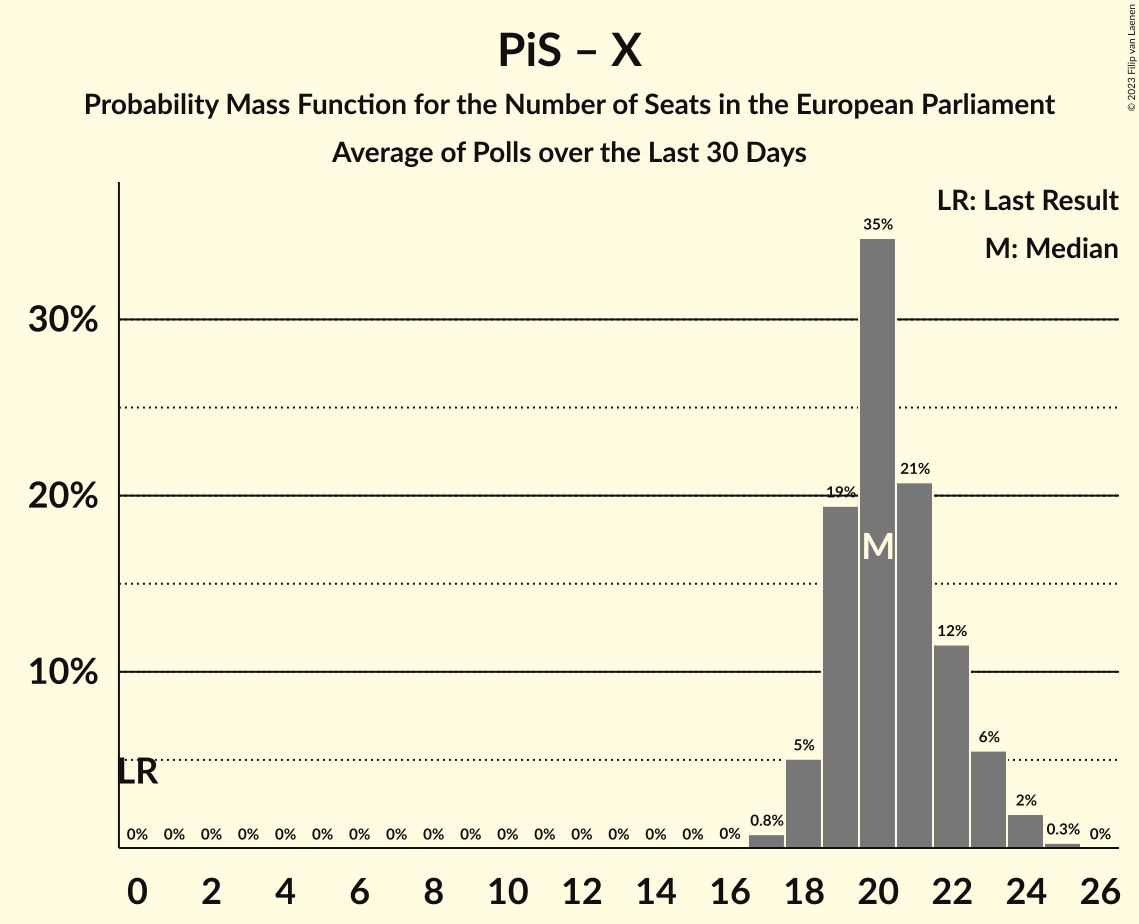 PiS – X
Probability Mass Function for the Number of Seats in the European Parliament
Average of Polls over the Last 30 Days
© 2023 Filip van Laenen
LR: Last Result
M: Median
30%
20%
10%
LR
M
0% 0% 0% 0% 0% 0% 0% 0% 0% 0% 0% 0% 0% 0% 0% 0% 0% 0.8% 5% 19% 35% 21% 12% 6% 2% 0.3% 0%
0 2 4 6 8 10 12 14 16 18 20 22 24 26